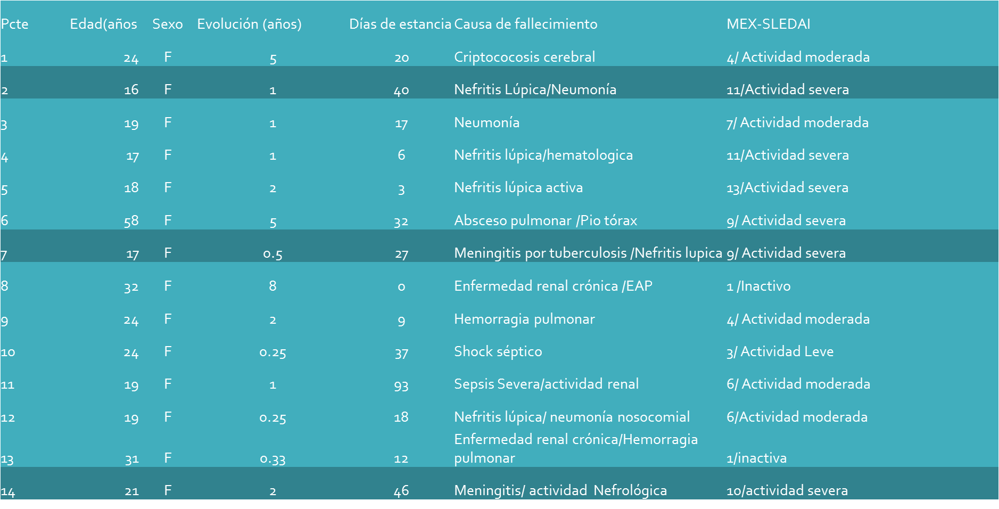 Pcte Edad(años Sexo Evolución (años) Días de estancia Causa de fallecimiento MEX-SLEDAI
1 24 F 5 20 Criptococosis cerebral 4/ Actividad moderada
2 16 F 1 40 Nefritis Lúpica/Neumonía 11/Actividad severa
3 19 F 1 17 Neumonía 7/ Actividad moderada
4 17 F 1 6 Nefritis lúpica/hematologica 11/Actividad severa
5 18 F 2 3 Nefritis lúpica activa 13/Actividad severa
6 58 F 5 32 Absceso pulmonar /Pio tórax 9/ Actividad severa
7 17 F 0.5 27 Meningitis por tuberculosis /Nefritis lupica 9/ Actividad severa
8 32 F 8 0 Enfermedad renal crónica /EAP 1 /Inactivo
9 24 F 2 9 Hemorragia pulmonar 4/ Actividad moderada
10 24 F 0.25 37 Shock séptico 3/ Actividad Leve
11 19 F 1 93 Sepsis Severa/actividad renal 6/ Actividad moderada
12 19 F 0.25 18 Nefritis lúpica/ neumonía nosocomial 6/Actividad moderada
Enfermedad renal crónica/Hemorragia
13 31 F 0.33 12 pulmonar 1/inactiva
14 21 F 2 46 Meningitis/ actividad Nefrológica 10/actividad severa